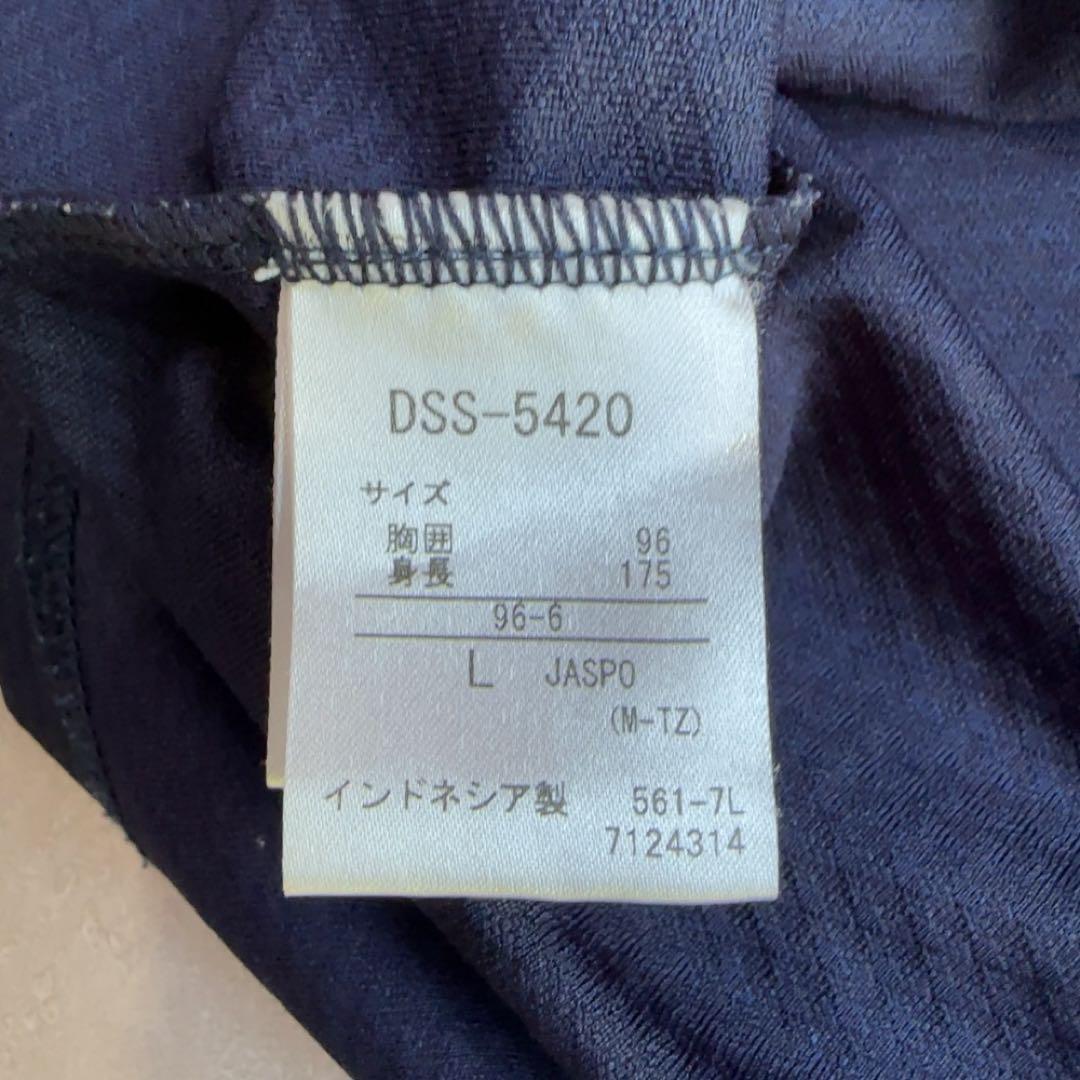 DSS-5420
サイズ
胸囲 96
身長 175
96-6
L JASPO
(M-TZ)
インドネシア製 561-7L
7124314